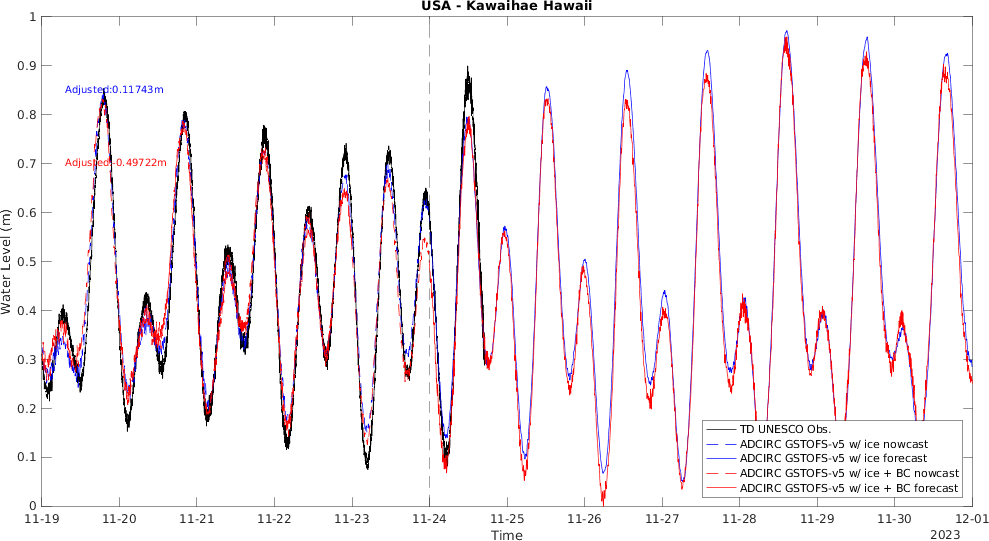 USA - Kawaihae Hawaii
Water Level (m)
1
0.9
0.8
0.7
0.6
0.5
0.4
0.3
0.2
0.1
0
Adjusted:0.11743m
Adjusted:-0.49722m
TD UNESCO Obs.
ADCIRC GSTOFS-v5 w/ ice nowcast
ADCIRC GSTOFS-v5 w/ ice forecast
ADCIRC GSTOFS-v5 w/ ice + BC nowcast
ADCIRC GSTOFS-v5 w/ ice + BC forecast
11-19 11-20 11-21 11-22 11-23 11-24 11-25 11-26 11-27 11-28 11-29 11-30 12-01
Time
2023